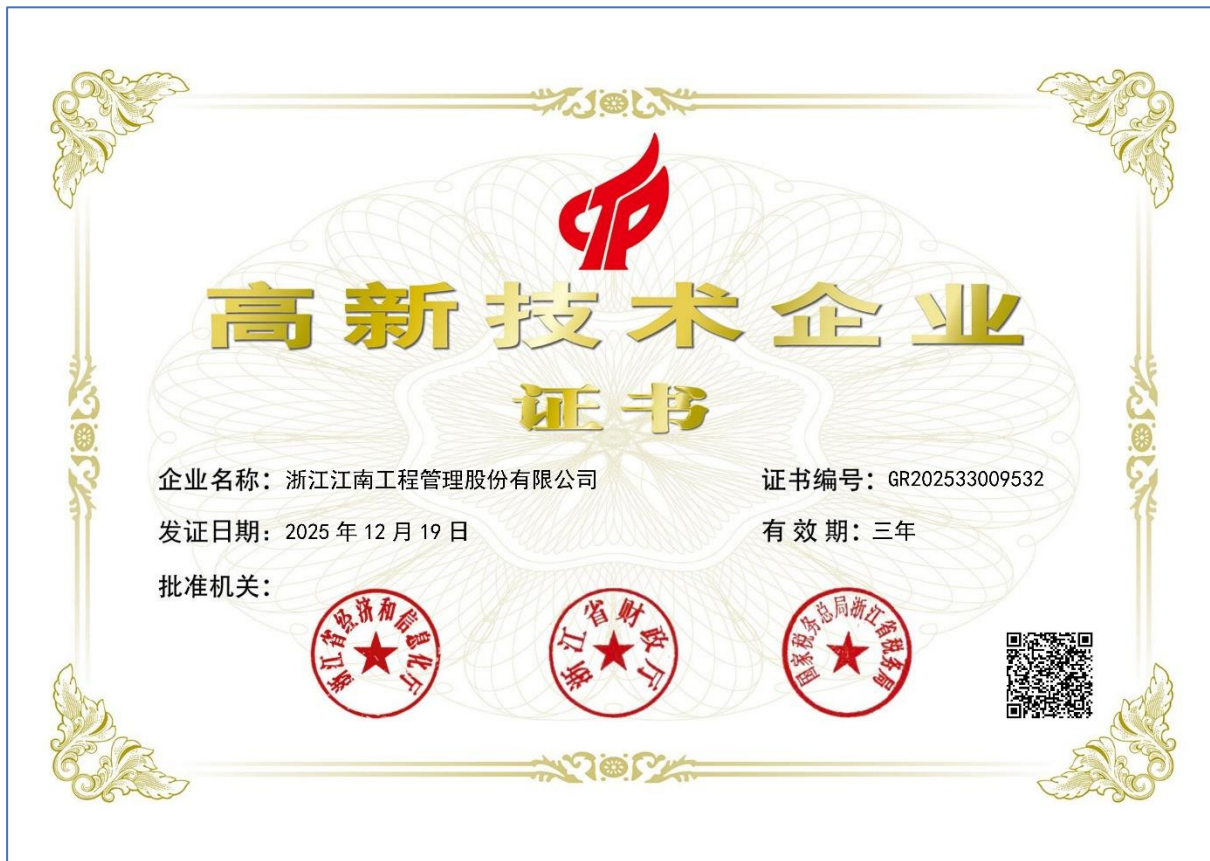 高新技术企业
证书
企业名称：浙江江南工程管理股份有限公司
证书编号：GR202533009532
发证日期：2025年12月19日
有效期：三年
批准机关：
浙江省经济和信息化厅
浙江省财政厅
国家税务总局浙江省税务局